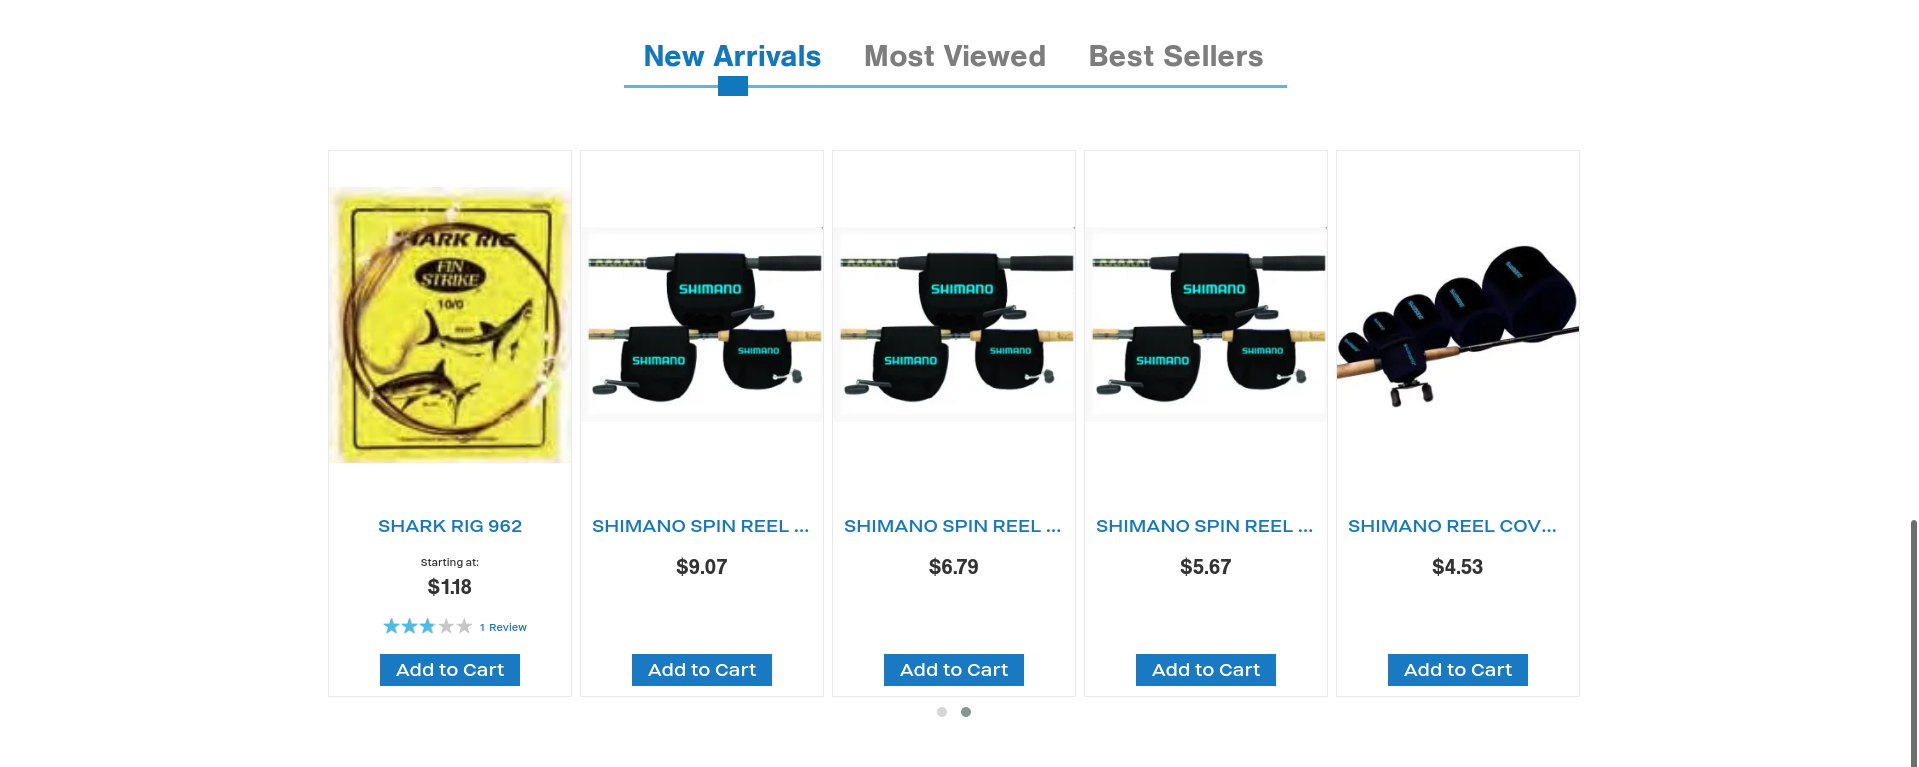 New Arrivals Most Viewed Best Sellers
SHARK RIG
FIN
STRIKE
10/0
SHIMANO
SHIMANO
SHIMANO
SHIMANO
SHIMANO
SHIMANO
SHIMANO
SHIMANO
SHIMANO
SHARK RIG 962
Starting at:
$1.18
1 Review
Add to Cart
SHIMANO SPIN REEL ...
$9.07
Add to Cart
SHIMANO SPIN REEL ...
$6.79
Add to Cart
SHIMANO SPIN REEL ...
$5.67
Add to Cart
SHIMANO REEL COV...
$4.53
Add to Cart